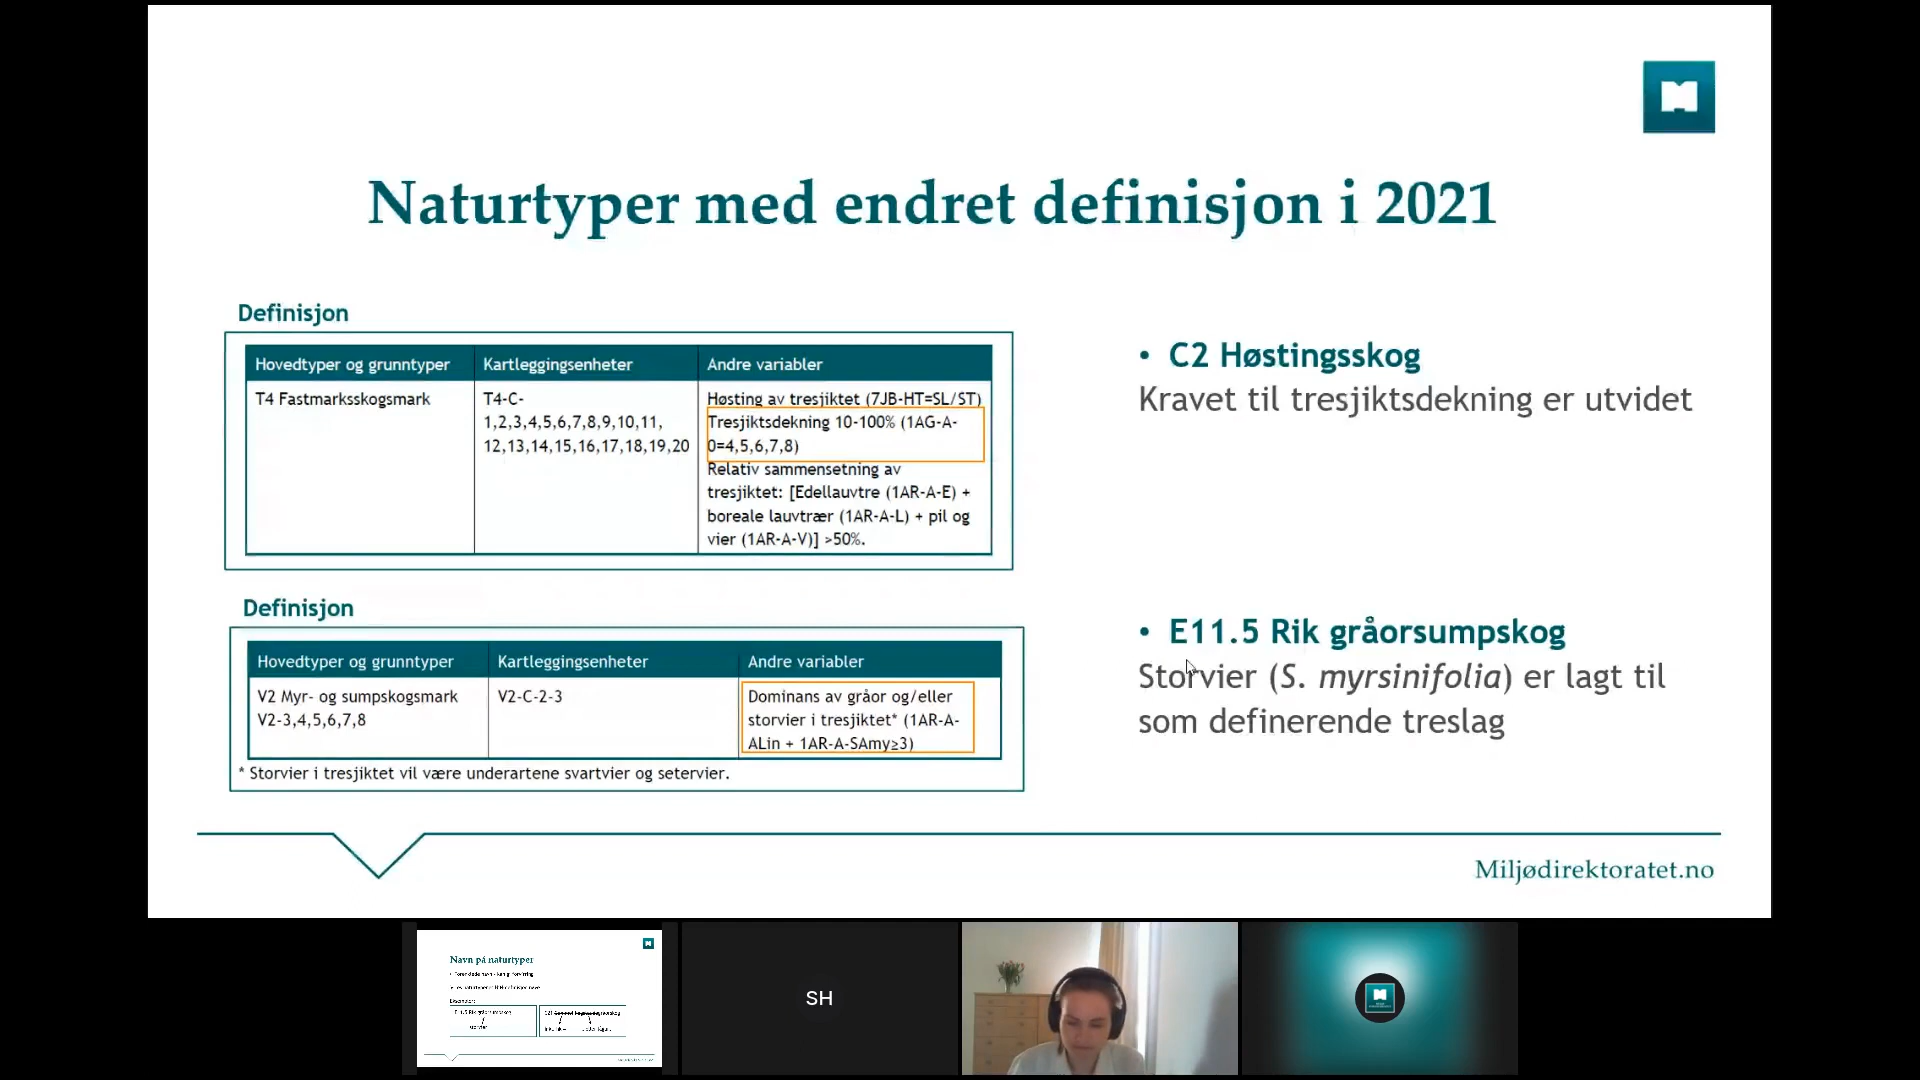 Naturtyper med endret definisjon i 2021
Definisjon
Hovedtyper og grunntyper
Kartleggingsenheter
Andre variabler
T4 Fastmarksskogsmark
T4-C-
1,2,3,4,5,6,7,8,9,10,11,
12,13,14,15,16,17,18,19,20
Høsting av tresjiktet (7JB-HT=SL/ST)
Tresjiktsdekning 10-100% (1AG-A-
0=4,5,6,7,8)
Relativ sammensetning av
tresjiktet: [Edellauvtre (1AR-A-E) +
boreale lauvtrær (1AR-A-L) + pil og
vier (1AR-A-V)] >50%.
• C2 Høstingsskog
Kravet til tresjiktsdekning er utvidet
Definisjon
Hovedtyper og grunntyper
Kartleggingsenheter
Andre variabler
V2 Myr- og sumpskogsmark
V2-3,4,5,6,7,8
V2-C-2-3
Dominans av gråor og/eller
storvier i tresjiktet* (1AR-A-
ALin + 1AR-A-SAmy≥3)
* Storvier i tresjiktet vil være underartene svartvier og setervier.
• E11.5 Rik gråorsumpskog
Storvier (S. myrsinifolia) er lagt til
som definerende treslag
Miljødirektoratet.no
Navn på naturtyper
SH